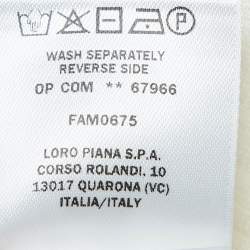 WASH SEPARATELY
REVERSE SIDE
OP COM ** 67966
FAM0675
LORO PIANA S.P.A.
CORSO ROLANDI, 10
13017 QUARONA (VC)
ITALIA/ITALY